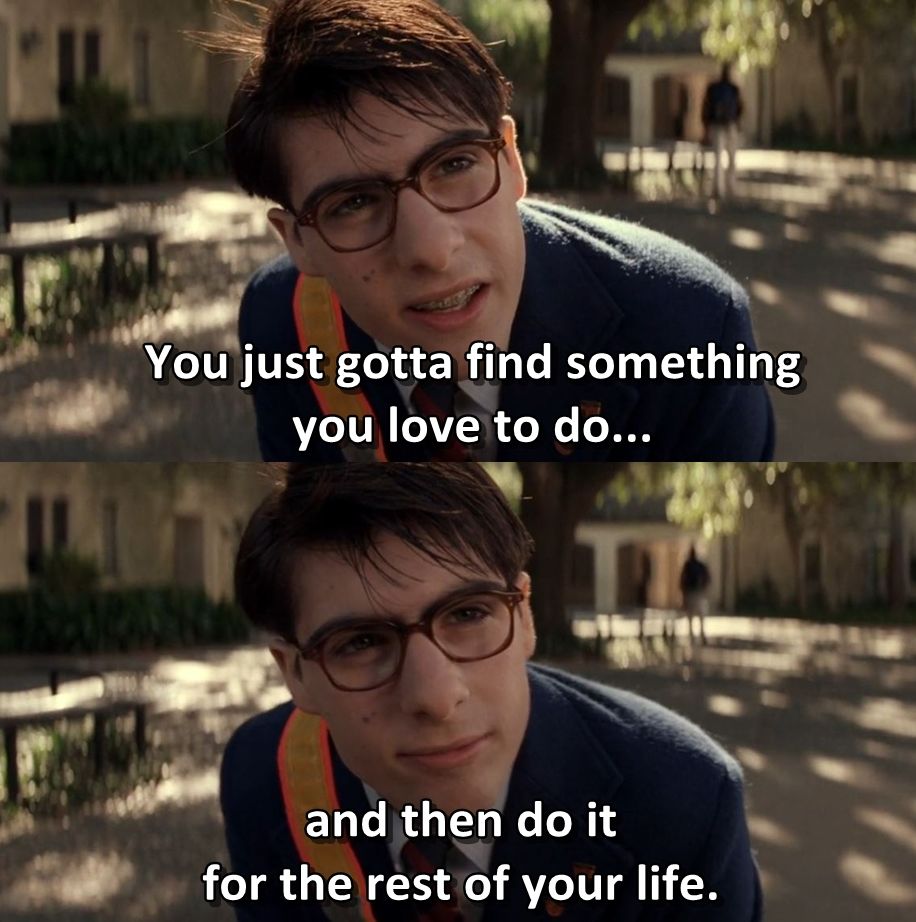 You just gotta find something
you love to do...
and then do it
for the rest of your life.